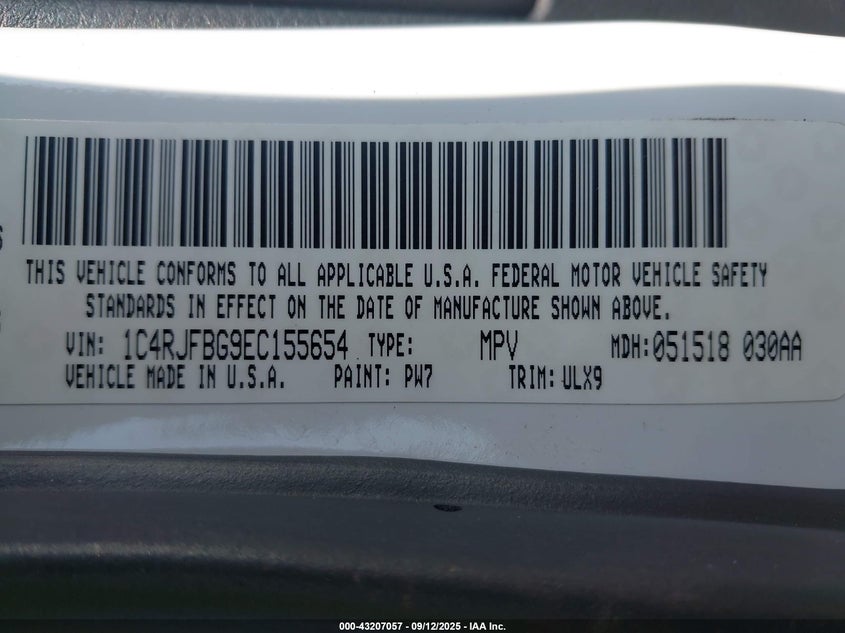 THIS VEHICLE CONFORMS TO ALL APPLICABLE U.S.A. FEDERAL MOTOR VEHICLE SAFETY
STANDARDS IN EFFECT ON THE DATE OF MANUFACTURE SHOWN ABOVE.
VIN: 1C4RJFBG9EC155654 TYPE: MPV MDH:051518 030AA
VEHICLE MADE IN U.S.A. PAINT: PW7 TRIM: ULX9
000-43207057 - 09/12/2025 - IAA Inc.